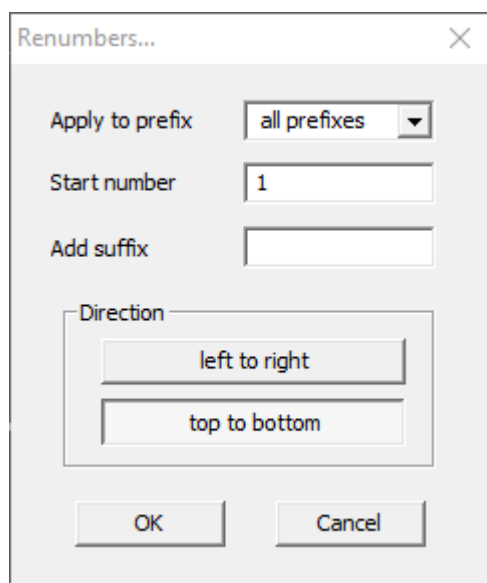 Renumbers...
Apply to prefix all prefixes
Start number 1
Add suffix
Direction
left to right
top to bottom
OK Cancel